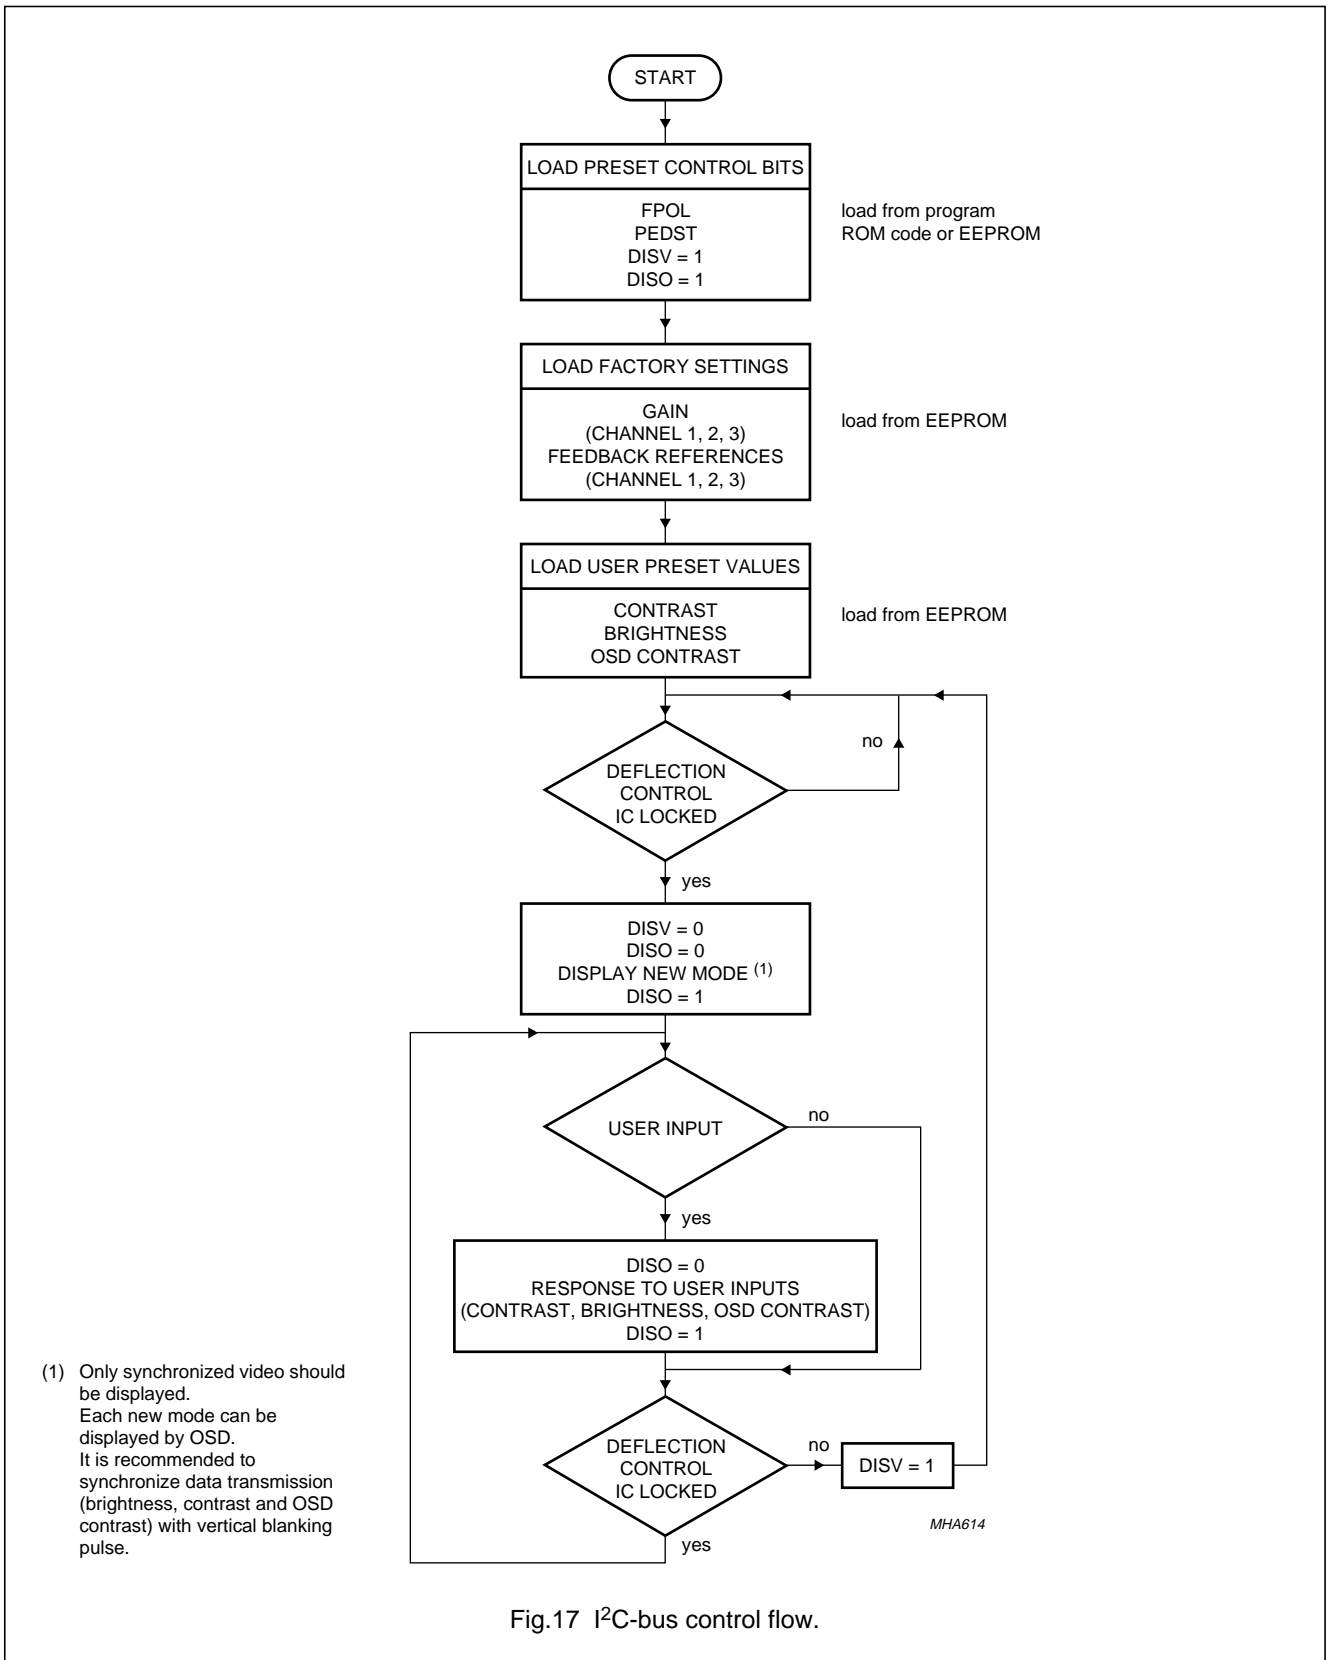 START
LOAD PRESET CONTROL BITS
FPOL
PEDST
DISV = 1
DISO = 1
load from program
ROM code or EEPROM
LOAD FACTORY SETTINGS
GAIN
(CHANNEL 1, 2, 3)
FEEDBACK REFERENCES
(CHANNEL 1, 2, 3)
load from EEPROM
LOAD USER PRESET VALUES
CONTRAST
BRIGHTNESS
OSD CONTRAST
load from EEPROM
no
DEFLECTION
CONTROL
IC LOCKED
yes
DISV = 0
DISO = 0
DISPLAY NEW MODE (1)
DISO = 1
USER INPUT
no
yes
DISO = 0
RESPONSE TO USER INPUTS
(CONTRAST, BRIGHTNESS, OSD CONTRAST)
DISO = 1
DEFLECTION
CONTROL
IC LOCKED
no
DISV = 1
yes
MHA614
(1) Only synchronized video should
be displayed.
Each new mode can be
displayed by OSD.
It is recommended to
synchronize data transmission
(brightness, contrast and OSD
contrast) with vertical blanking
pulse.
Fig.17 I²C-bus control flow.